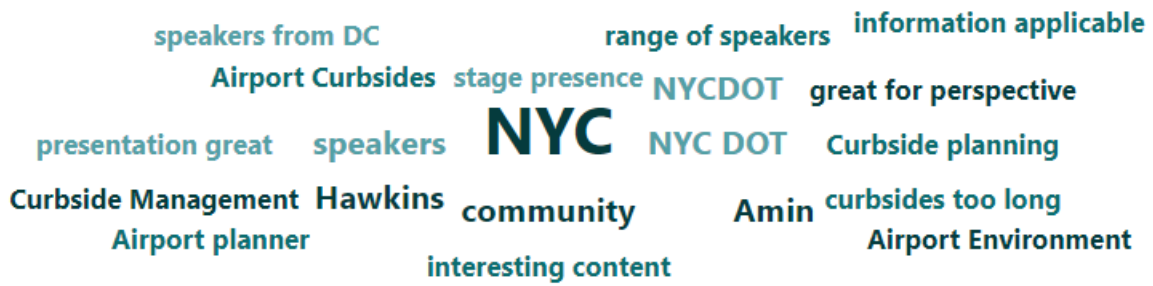 speakers from DC
range of speakers
information applicable
Airport Curbsides
stage presence
NYCDOT
great for perspective
presentation great
speakers
NYC
NYC DOT
Curbside planning
Curbside Management
Hawkins
community
Amin
curbsides too long
Airport planner
Airport Environment
interesting content